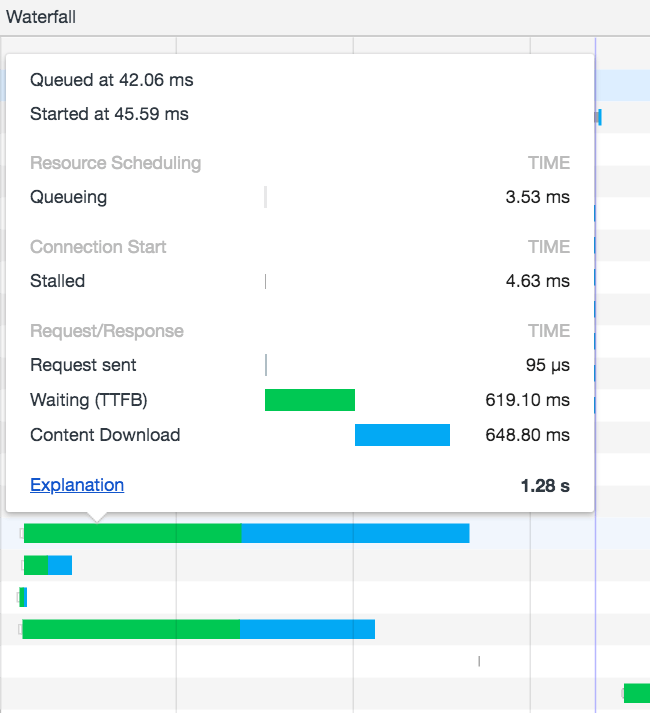 Waterfall
Queued at 42.06 ms
Started at 45.59 ms
Resource Scheduling TIME
Queueing 3.53 ms
Connection Start TIME
Stalled 4.63 ms
Request/Response TIME
Request sent 95 μs
Waiting (TTFB) 619.10 ms
Content Download 648.80 ms
Explanation 1.28 s